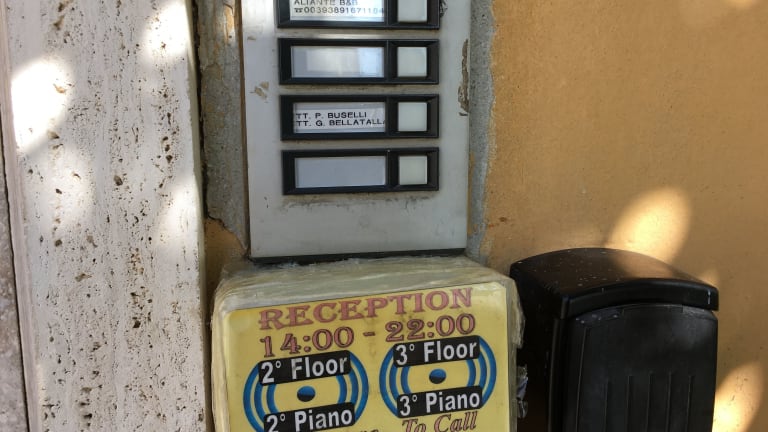 ALIANTE B&B
TT. P. BUSELLI
TT. G. BELLATALLA
RECEPTION
14:00 - 22:00
2° Floor
3° Floor
2° Piano
3° Piano
To Call